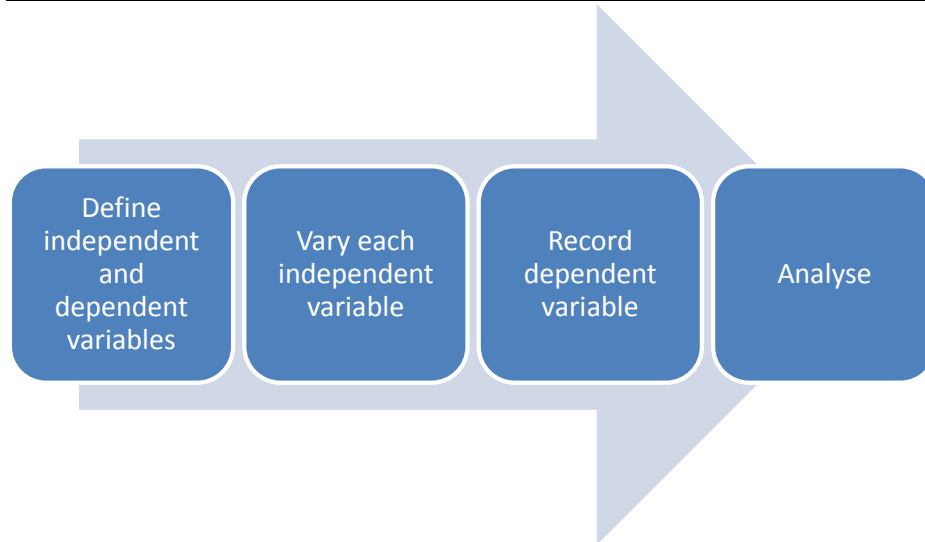 Define
independent
and
dependent
variables
Vary each
independent
variable
Record
dependent
variable
Analyse